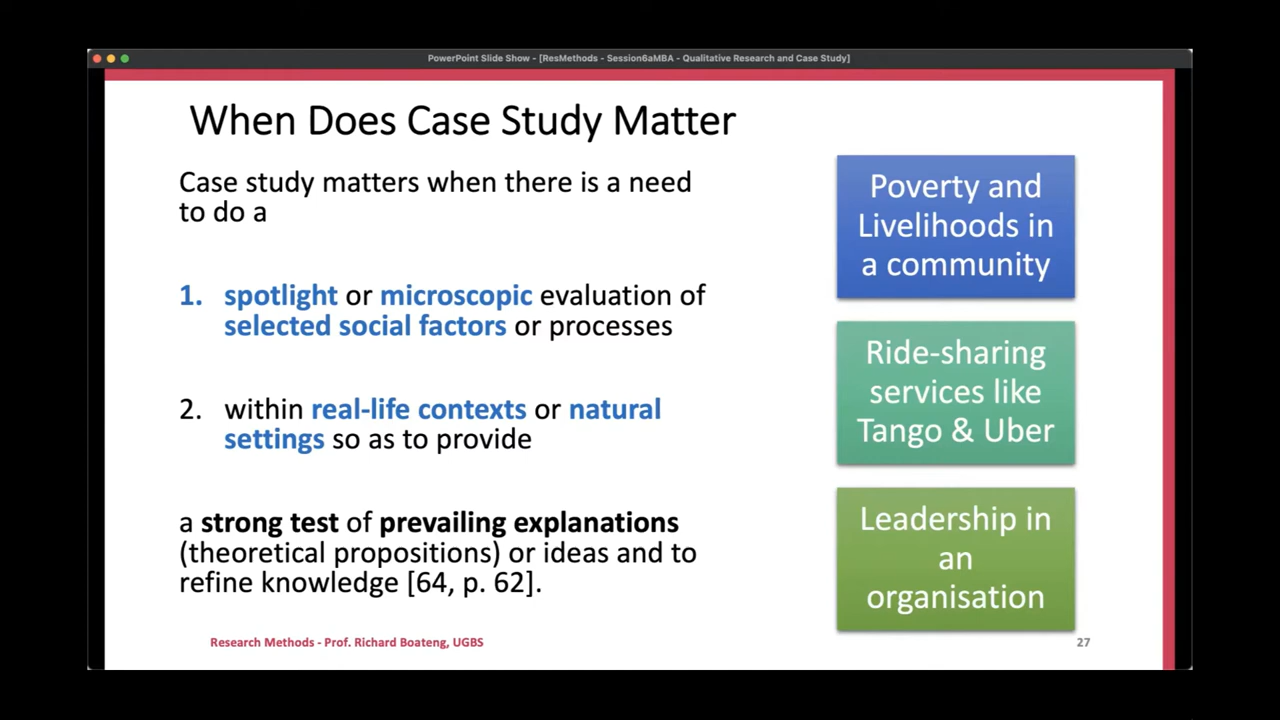 PowerPoint Slide Show - [ResMethods - Session6aMBA - Qualitative Research and Case Study]
When Does Case Study Matter
Case study matters when there is a need
to do a
1. spotlight or microscopic evaluation of
selected social factors or processes
2. within real-life contexts or natural
settings so as to provide
a strong test of prevailing explanations
(theoretical propositions) or ideas and to
refine knowledge [64, p. 62].
Poverty and
Livelihoods in
a community
Ride-sharing
services like
Tango & Uber
Leadership in
an
organisation
Research Methods - Prof. Richard Boateng, UGBS
27